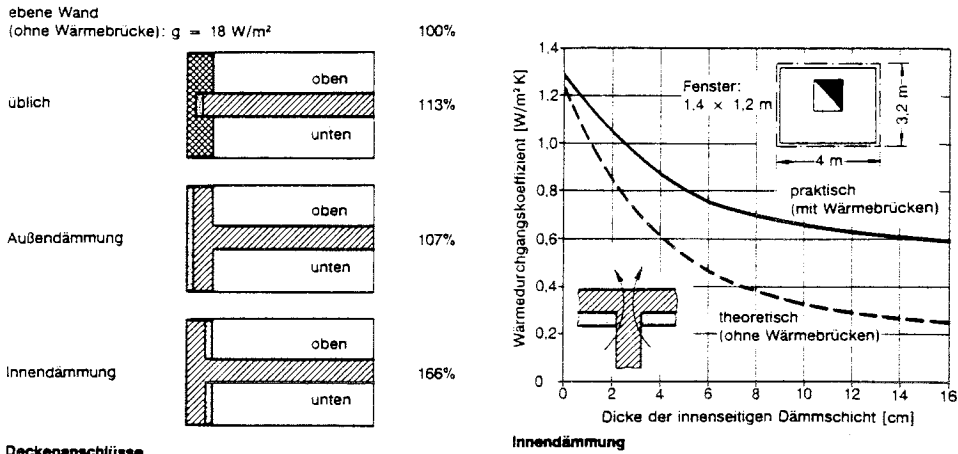 ebene Wand
(ohne Wärmebrücke): g = 18 W/m²
100%
üblich
oben
unten
113%
Außendämmung
oben
unten
107%
Innendämmung
oben
unten
166%
Deckenanschlüsse
Wärmedurchgangskoeffizient [W/m² K]
1,4
1,2
1,0
0,8
0,6
0,4
0,2
0
0 2 4 6 8 10 12 14 16
Dicke der innenseitigen Dämmschicht [cm]
Fenster:
1,4 × 1,2 m
3,2 m
4 m
praktisch
(mit Wärmebrücken)
theoretisch
(ohne Wärmebrücken)
Innendämmung